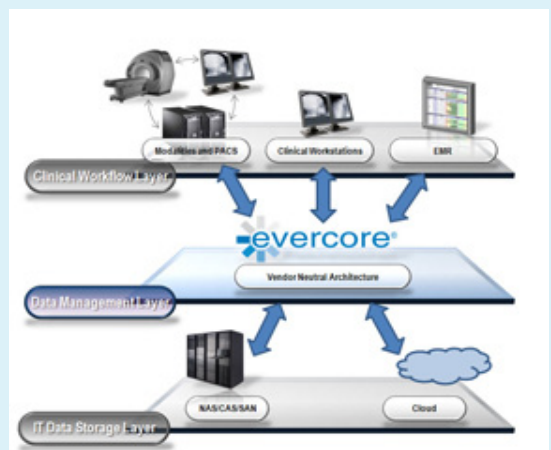 Modalities and PACS
Clinical Workstations
EMR
Clinical Workflow Layer
evercore®
Vendor Neutral Architecture
Data Management Layer
NAS/CAS/SAN
Cloud
IT Data Storage Layer